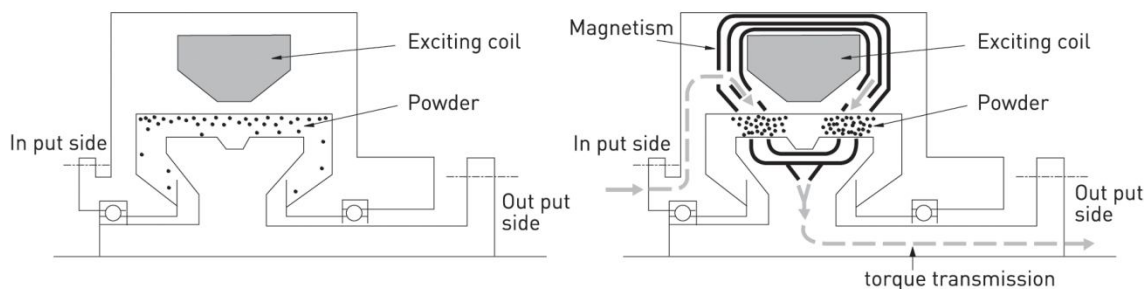 Exciting coil
Powder
In put side
Out put
side
Magnetism
Exciting coil
Powder
In put side
Out put
side
torque transmission